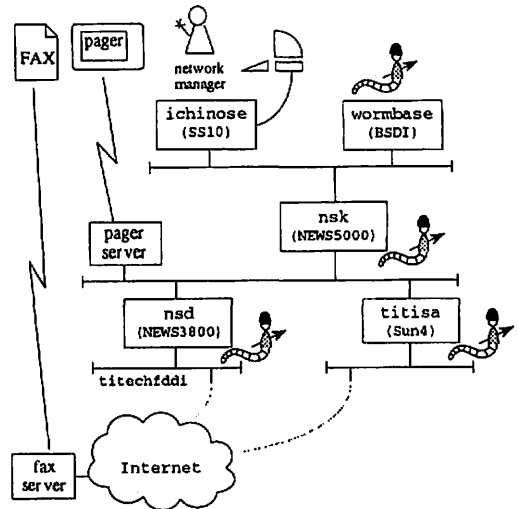 FAX
pager
network
manager
ichinose
(SS10)
wormbase
(BSDI)
pager
server
nsk
(NEWS5000)
nsd
(NEWS3800)
titisa
(Sun4)
titechfddi
fax
server
Internet